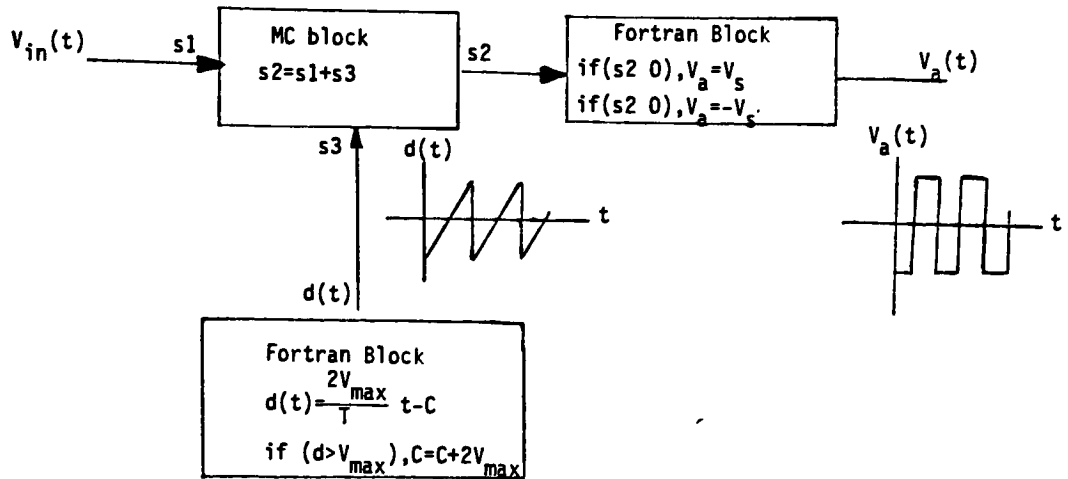 V_in(t)
s1
MC block
s2=s1+s3
s2
Fortran Block
if(s2 0),V_a=V_s
if(s2 0),V_a=-V_s
V_a(t)
s3
d(t)
t
V_a(t)
t
d(t)
Fortran Block
d(t)=2V_max/T t-C
if (d>V_max),C=C+2V_max